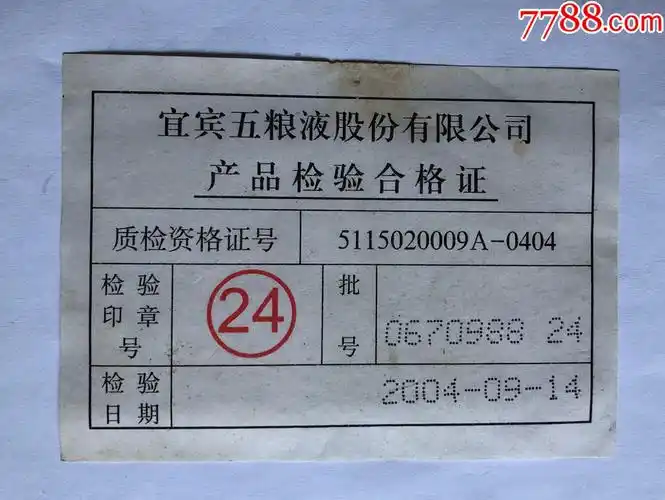 7788.com
宜宾五粮液股份有限公司
产品检验合格证
质检资格证号 5115020009A-0404
检验印章号 24 批号 0670988 24
检验日期 2004-09-14